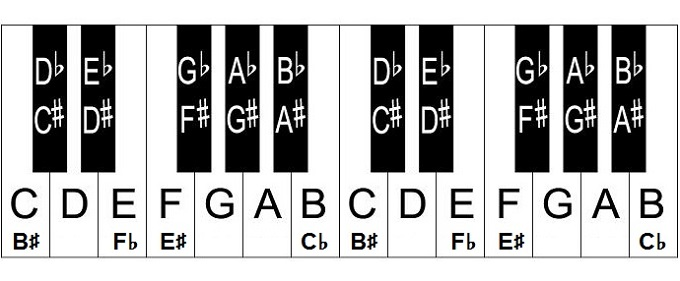 D♭ E♭ G♭ A♭ B♭ D♭ E♭ G♭ A♭ B♭
C♯ D♯ F♯ G♯ A♯ C♯ D♯ F♯ G♯ A♯
C D E F G A B C D E F G A B
B♯ F♭ E♯ C♭ B♯ F♭ E♯ C♭